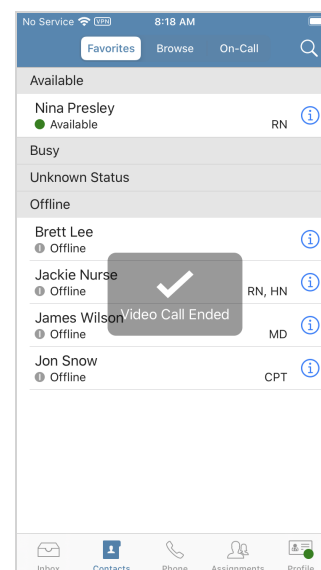 No Service VPN 8:18 AM
Favorites Browse On-Call
Available
Nina Presley
Available RN
Busy
Unknown Status
Offline
Brett Lee
Offline
Jackie Nurse
Offline RN, HN
James Wilson
Video Call Ended
Offline MD
Jon Snow
Offline CPT
Inbox Contacts Phone Assignments Profile